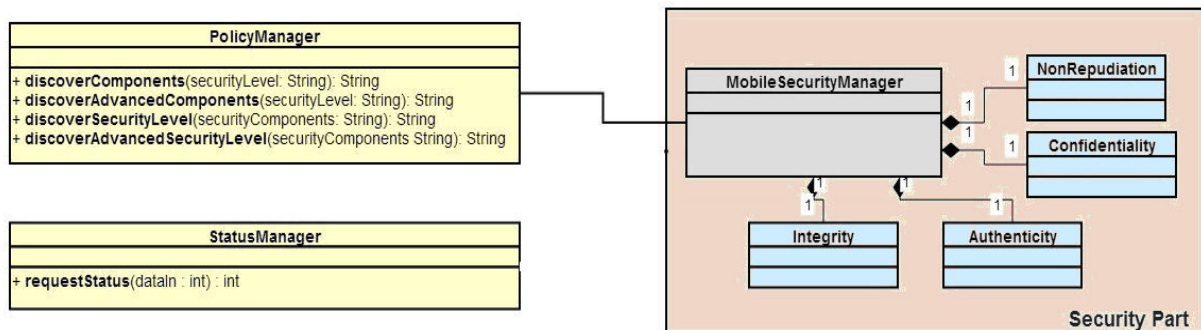 PolicyManager
+ discoverComponents(securityLevel: String): String
+ discoverAdvancedComponents(securityLevel: String): String
+ discoverSecurityLevel(securityComponents: String): String
+ discoverAdvancedSecurityLevel(securityComponents String): String
StatusManager
+ requestStatus(dataIn : int) : int
MobileSecurityManager
1
1
NonRepudiation
1
1
Confidentiality
1
1
Integrity
1
1
Authenticity
Security Part